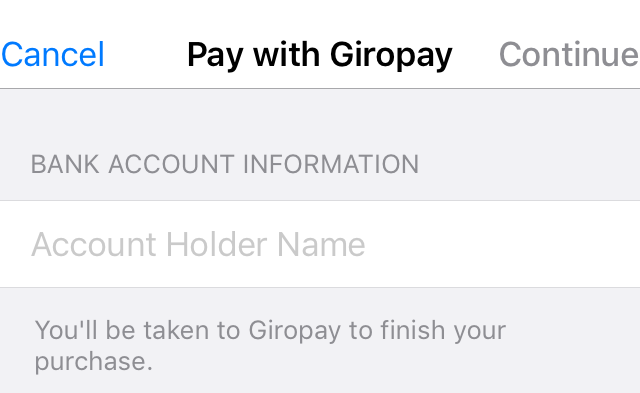 Cancel Pay with Giropay Continue
BANK ACCOUNT INFORMATION
Account Holder Name
You'll be taken to Giropay to finish your
purchase.